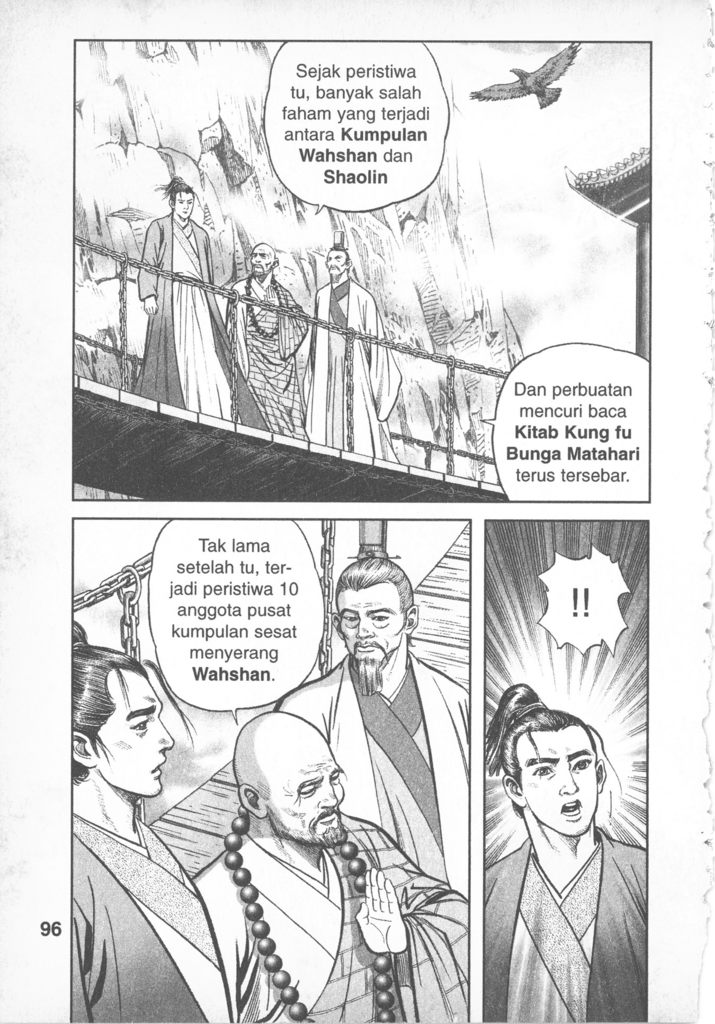 Sejak peristiwa
tu, banyak salah
faham yang terjadi
antara Kumpulan
Wahshan dan
Shaolin
Dan perbuatan
mencuri baca
Kitab Kung fu
Bunga Matahari
terus tersebar.
Tak lama
setelah tu, ter-
jadi peristiwa 10
anggota pusat
kumpulan sesat
menyerang
Wahshan.
!!
96